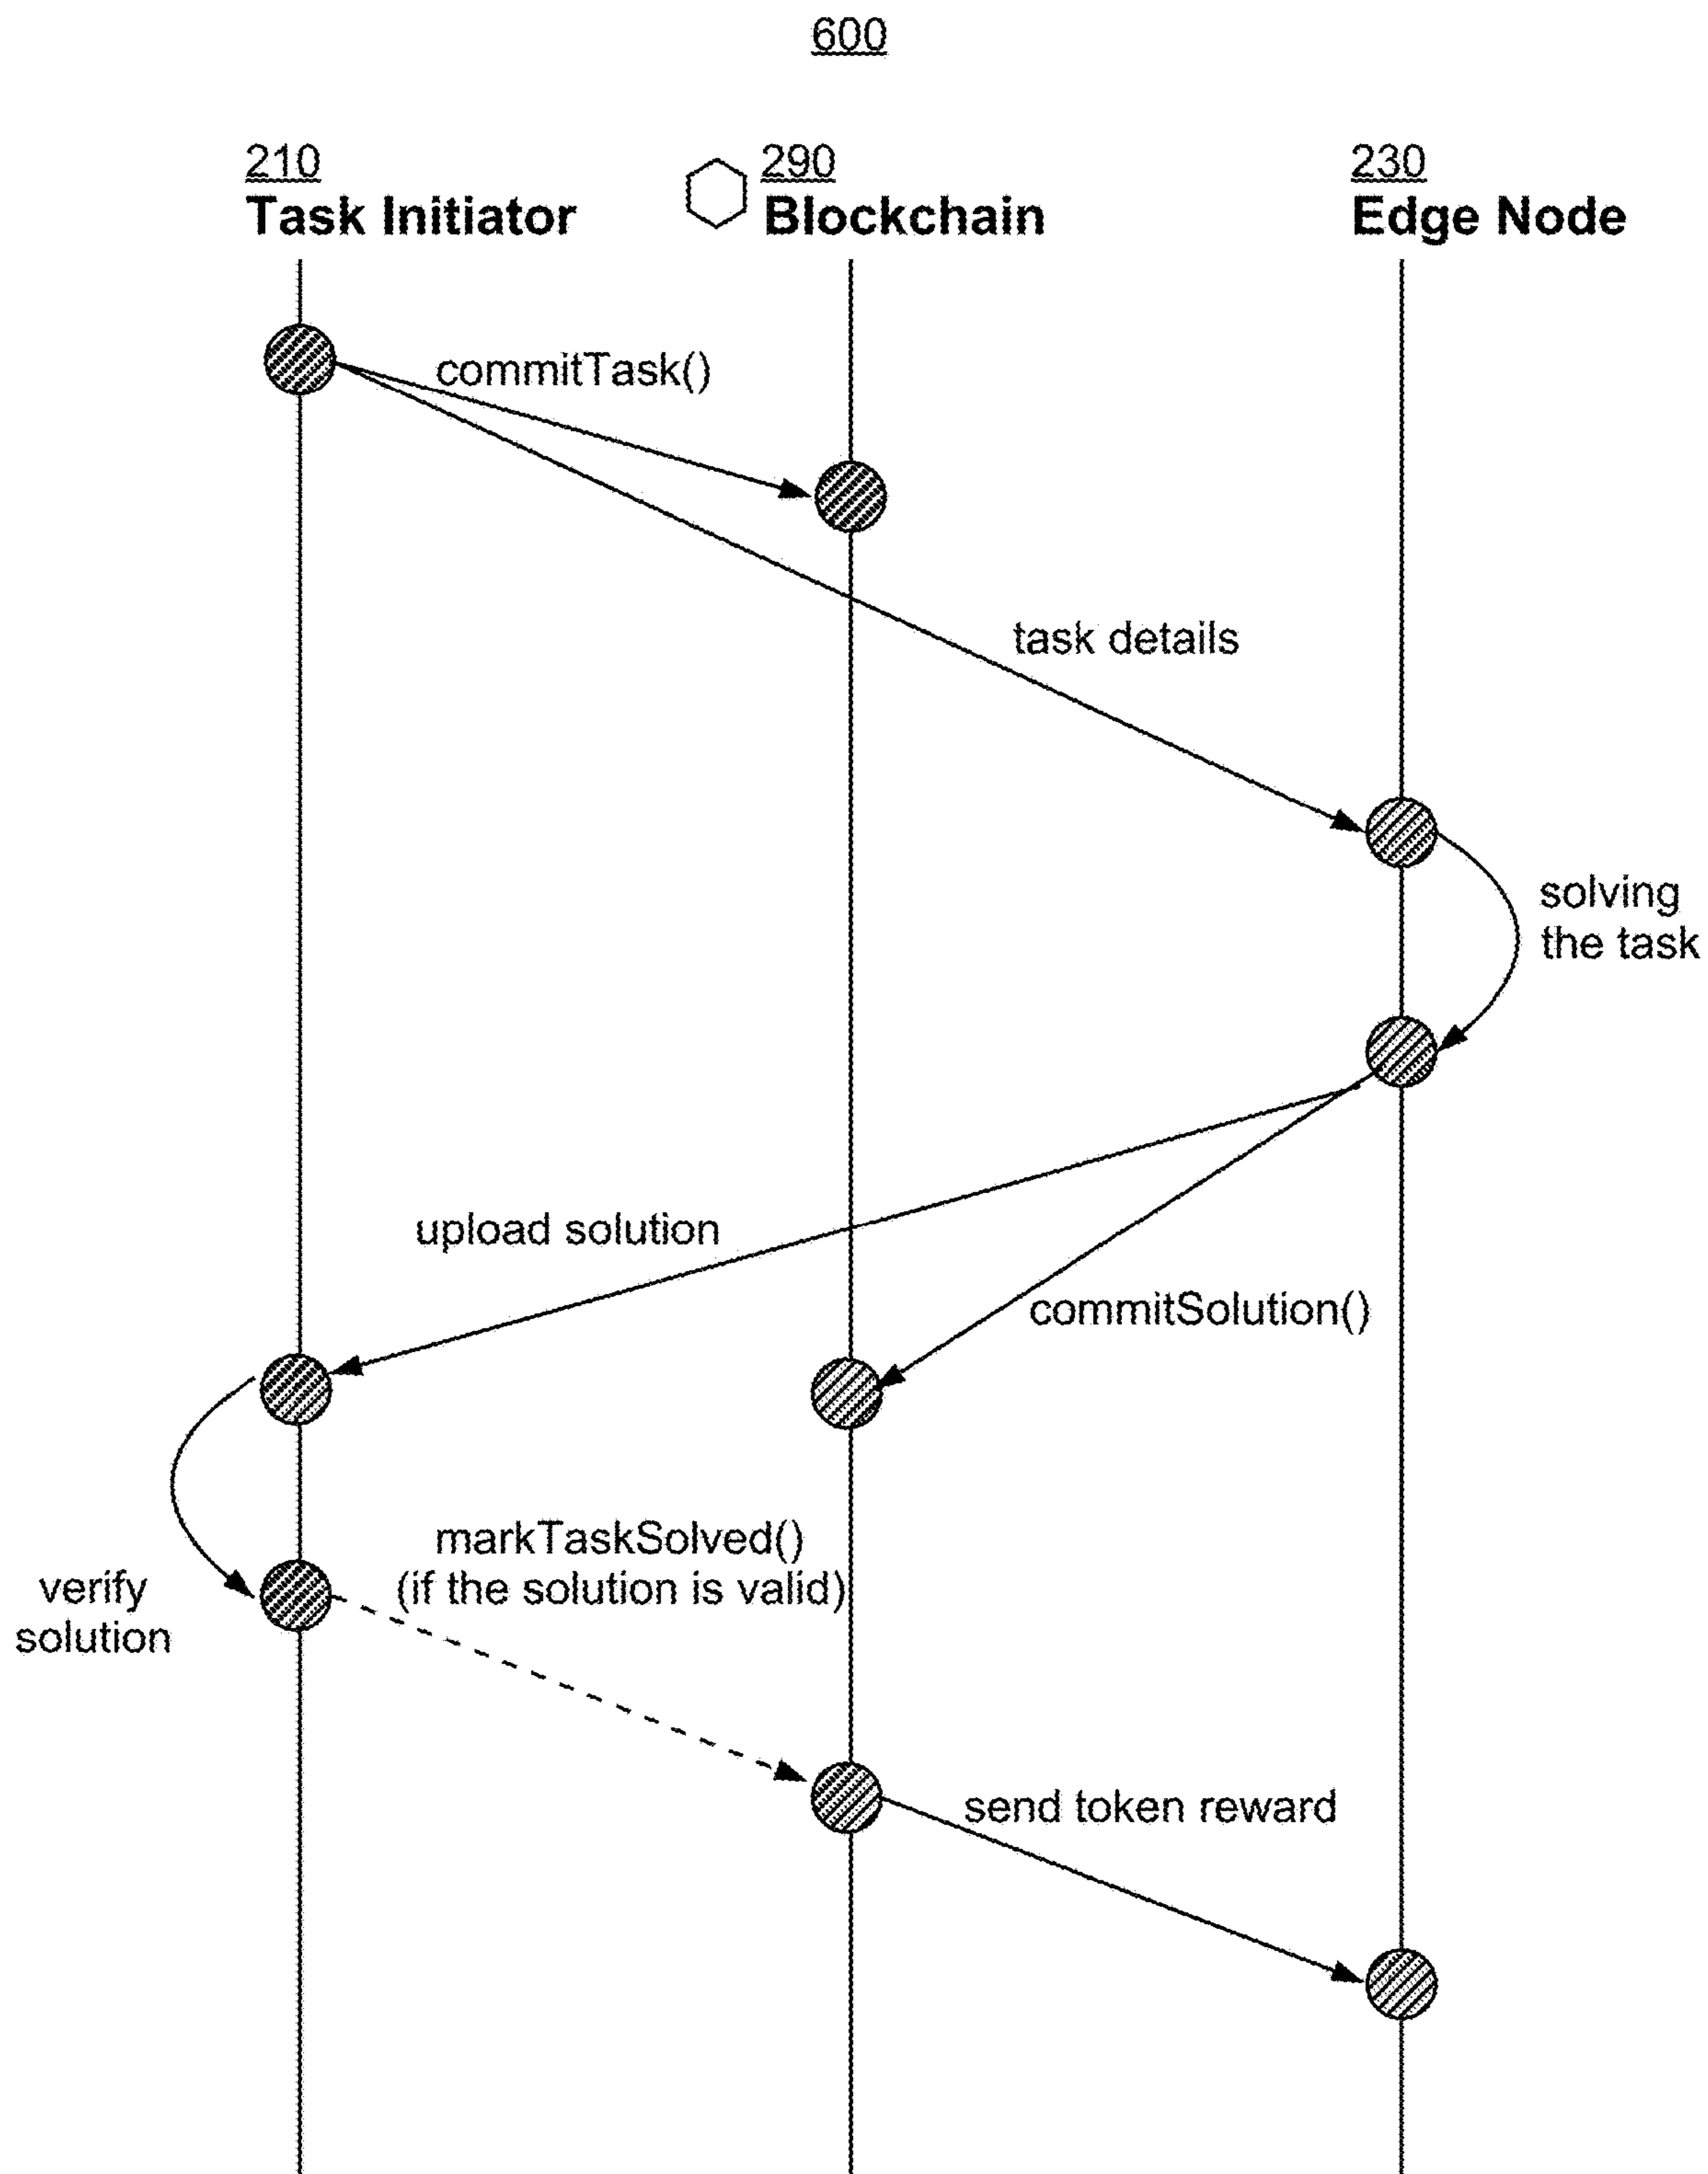 600
210
290
230
Task Initiator
Blockchain
Edge Node
commitTask()
task details
solving
the task
upload solution
commitSolution()
markTaskSolved()
(if the solution is valid)
verify
solution
send token reward